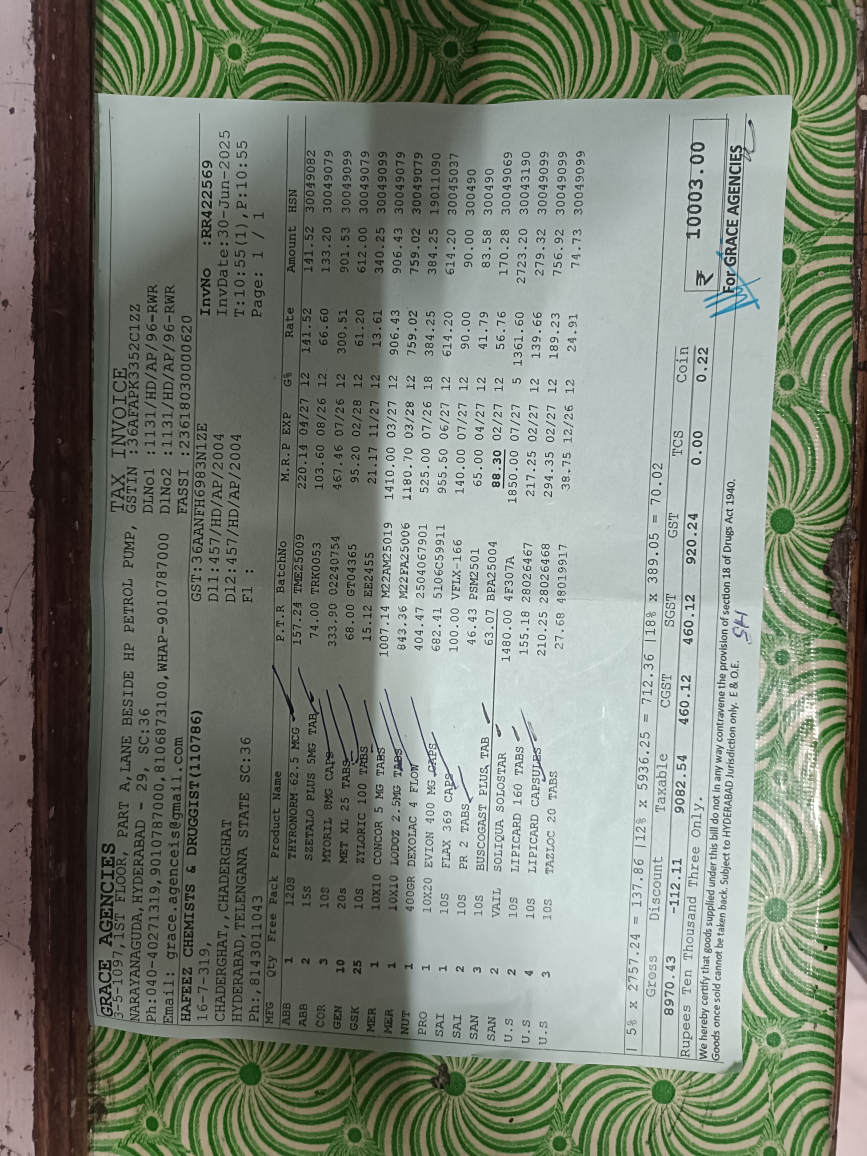 GRACE AGENCIES TAX INVOICE
3-5-1097,1ST FLOOR, PART A,LANE BESIDE HP PETROL PUMP, GSTIN :36AFAPK3352C1ZZ
NARAYANAGUDA,HYDERABAD - 29, SC:36 DLNo1 :1131/HD/AP/96-RWR
Ph:040-40271319,9010787000,8106873100,WHAP-9010787000 DlNo2 :1131/HD/AP/96-RWR
Email: grace.agenceis@gmail.com FASSI :23618030000620
HAFEEZ CHEMISTS & DRUGGIST(110786) GST:36AANFH6983N1ZE InvNo :RR422569
16-7-319, Dl1:457/HD/AP/2004 InvDate:30-Jun-2025
CHADERGHAT,,CHADERGHAT Dl2:457/HD/AP/2004 T:10:55(1),P:10:55
HYDERABAD,TELENGANA STATE SC:36 Fl : Page: 1 / 1
Ph:,8143011043
MFG Qty Free Pack Product Name P.T.R BatchNo M.R.P EXP G% Rate Amount HSN
ABB 1 120S THYRONORM 62.5 MCG 157.24 TME25009 220.14 04/27 12 141.52 141.52 30049082
ABB 2 15S SZETALO PLUS 5MG TAB 74.00 TRK0053 103.60 08/26 12 66.60 133.20 30049079
COR 3 10S MYORIL 8MG CAPS 333.90 02240754 467.46 07/26 12 300.51 901.53 30049099
GEN 10 20s MET XL 25 TABS 68.00 GP04365 95.20 02/28 12 61.20 612.00 30049079
GSK 25 10S ZYLORIC 100 TABS 15.12 EE2455 21.17 11/27 12 13.61 340.25 30049099
MER 1 10X10 CONCOR 5 MG TABS 1007.14 M22AM25019 1410.00 03/27 12 906.43 906.43 30049079
MER 1 10X10 LODOZ 2.5MG TABS 843.36 M22FA25006 1180.70 03/28 12 759.02 759.02 30049079
NUT 1 400GR DEXOLAC 4 FLOW 404.47 2504067901 525.00 07/26 18 384.25 384.25 19011090
PRO 1 10X20 EVION 400 MG CAPS 682.41 5106C59911 955.50 06/27 12 614.20 614.20 30045037
SAI 1 10S FLAX 369 CAPS 100.00 VFLX-166 140.00 07/27 12 90.00 90.00 300490
SAI 2 10S PR 2 TABS 46.43 PSM2501 65.00 04/27 12 41.79 83.58 300490
SAN 3 10S BUSCOGAST PLUS TAB 63.07 BPA25004 88.30 02/27 12 56.76 170.28 30049069
SAN 2 VAIL SOLIQUA SOLOSTAR 1480.00 4F307A 1850.00 07/27 5 1361.60 2723.20 30043190
U.S 2 10S LIPICARD 160 TABS 155.18 28026467 217.25 02/27 12 139.66 279.32 30049099
U.S 4 10S LIPICARD CAPSULES 210.25 28026468 294.35 02/27 12 189.23 756.92 30049099
U.S 3 10S TAZLOC 20 TABS 27.68 48019917 38.75 12/26 12 24.91 74.73 30049099
| 5% x 2757.24 = 137.86 |12% x 5936.25 = 712.36 |18% x 389.05 = 70.02
Gross Discount Taxable CGST SGST GST TCS Coin
8970.43 -112.11 9082.54 460.12 460.12 920.24 0.00 0.22 ₹ 10003.00
Rupees Ten Thousand Three Only.
We hereby certify that goods supplied under this bill do not in any way contravene the provision of section 18 of Drugs Act 1940.
Goods once sold cannot be taken back. Subject to HYDERABAD Jurisdiction only. E & O.E.
For GRACE AGENCIES